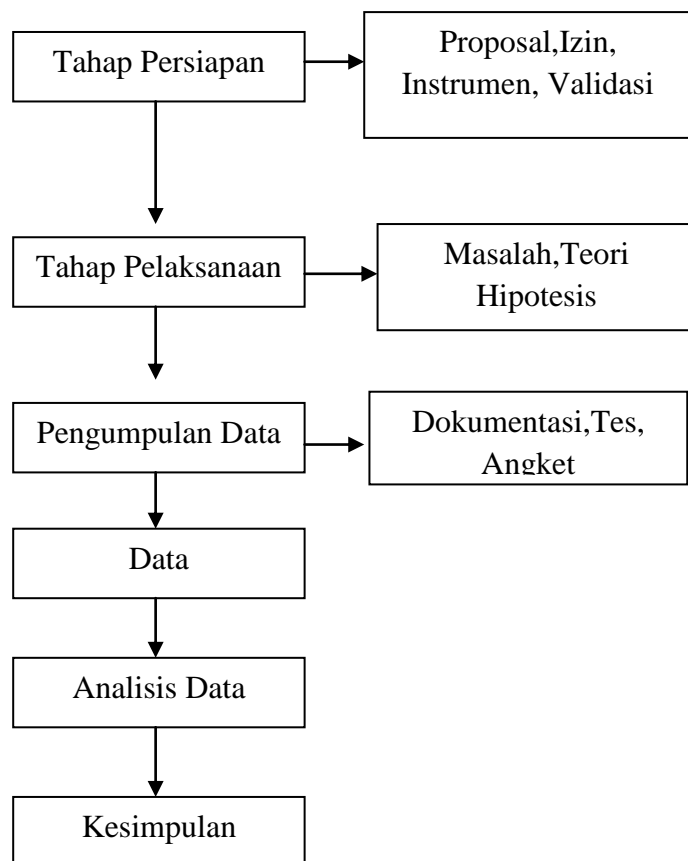 Tahap Persiapan
Proposal,Izin,
Instrumen, Validasi
Tahap Pelaksanaan
Masalah,Teori
Hipotesis
Pengumpulan Data
Dokumentasi,Tes,
Angket
Data
Analisis Data
Kesimpulan